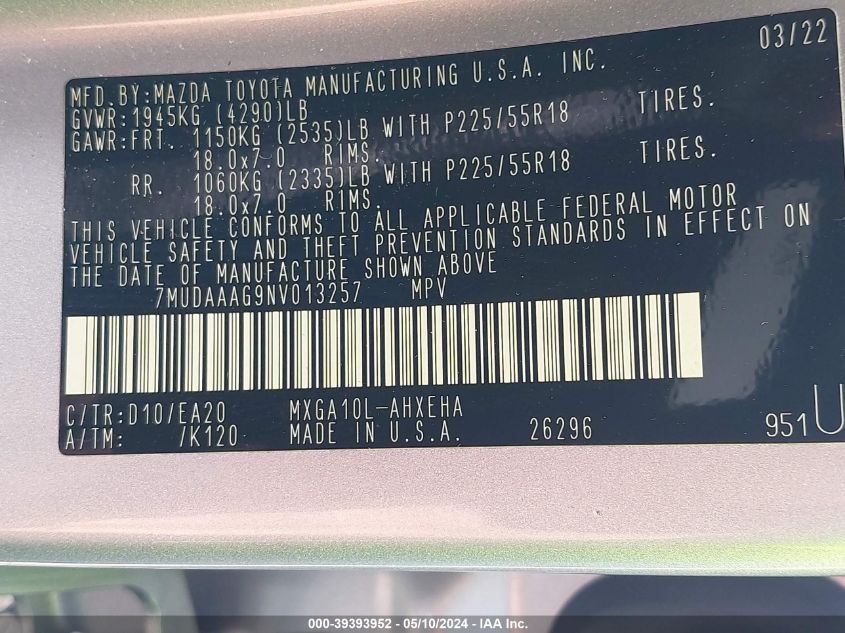 03/22
MFD.BY:MAZDA TOYOTA MANUFACTURING U.S.A. INC.
GVWR:1945KG (4290)LB
GAWR:FRT. 1150KG (2535)LB WITH P225/55R18 TIRES.
18.0x7.0 RIMS.
RR. 1060KG (2335)LB WITH P225/55R18 TIRES.
18.0x7.0 RIMS.
THIS VEHICLE CONFORMS TO ALL APPLICABLE FEDERAL MOTOR
VEHICLE SAFETY AND THEFT PREVENTION STANDARDS IN EFFECT ON
THE DATE OF MANUFACTURE SHOWN ABOVE
7MUDAAAG9NV013257 MPV
C/TR:D10/EA20 MXGA10L-AHXEHA
A/TM: /K120 MADE IN U.S.A. 26296 951U
000-39393952 - 05/10/2024 - IAA Inc.